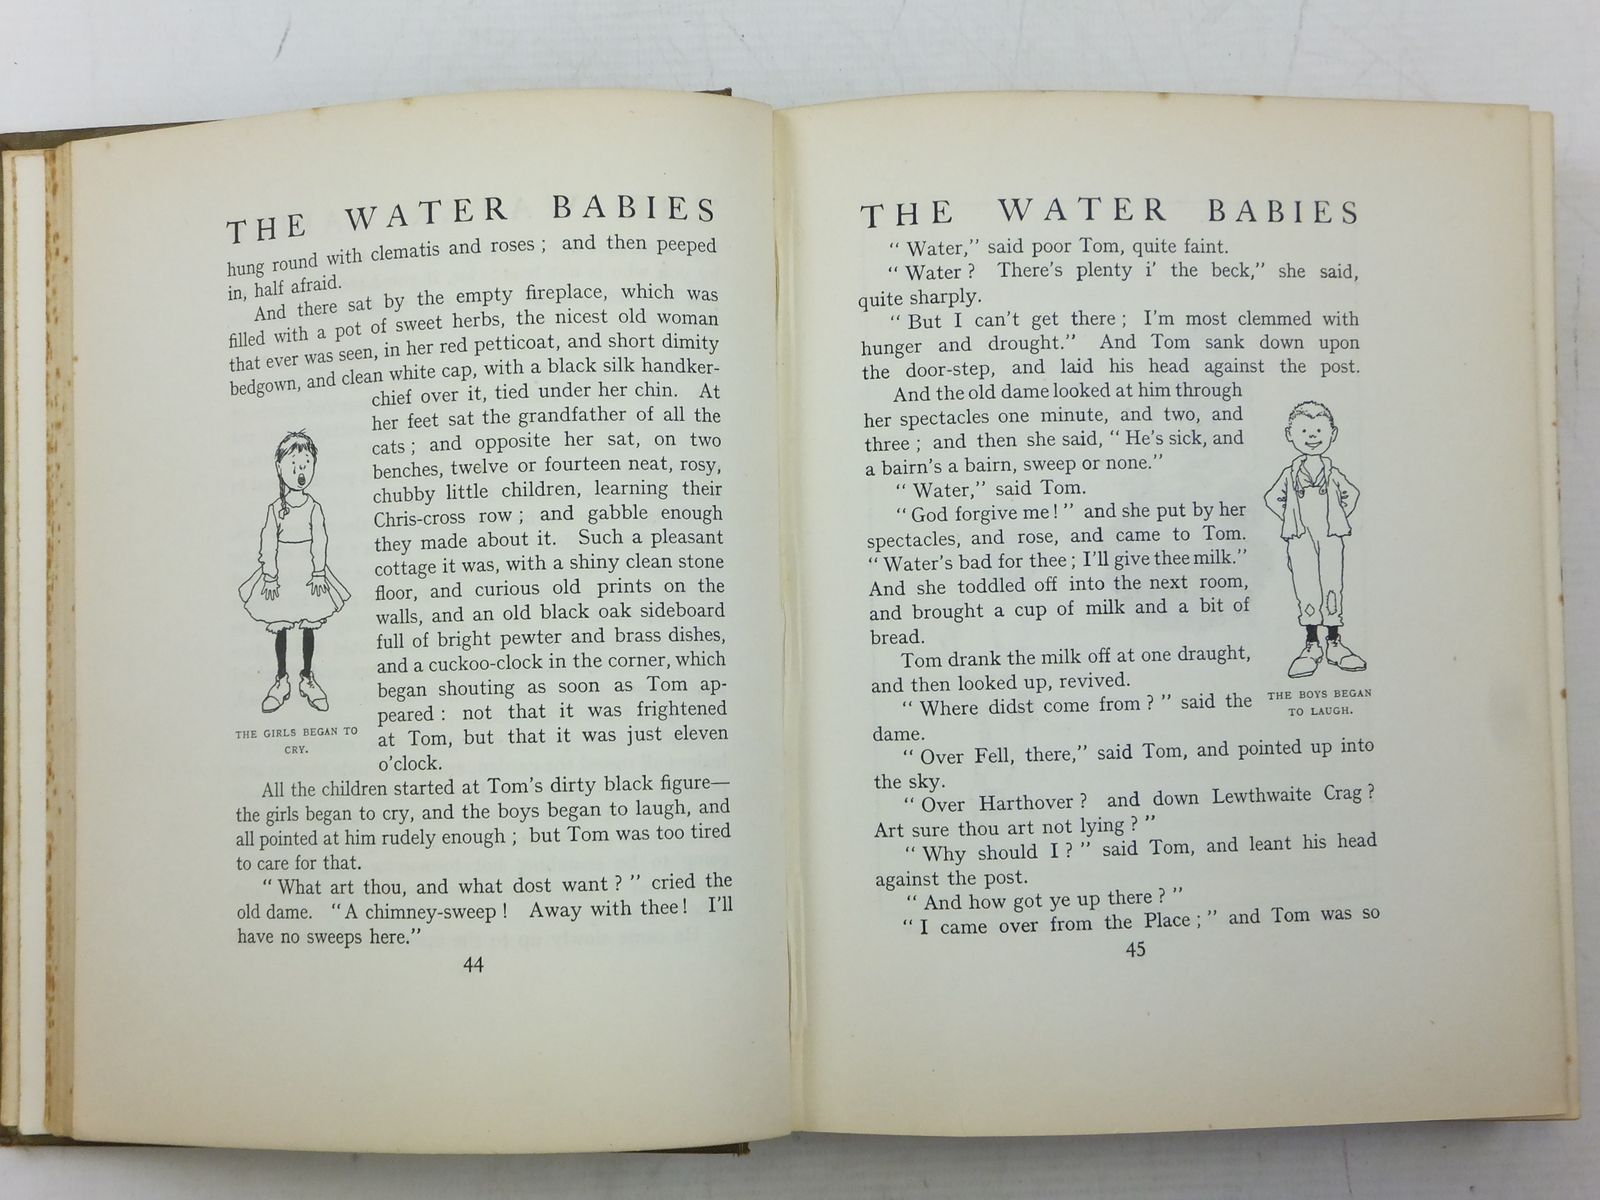 THE WATER BABIES
hung round with clematis and roses ; and then peeped
in, half afraid.
And there sat by the empty fireplace, which was
filled with a pot of sweet herbs, the nicest old woman
that ever was seen, in her red petticoat, and short dimity
bedgown, and clean white cap, with a black silk handker-
chief over it, tied under her chin. At
her feet sat the grandfather of all the
cats ; and opposite her sat, on two
benches, twelve or fourteen neat, rosy,
chubby little children, learning their
Chris-cross row ; and gabble enough
they made about it. Such a pleasant
cottage it was, with a shiny clean stone
floor, and curious old prints on the
walls, and an old black oak sideboard
full of bright pewter and brass dishes,
and a cuckoo-clock in the corner, which
began shouting as soon as Tom ap-
peared : not that it was frightened
at Tom, but that it was just eleven
o'clock.
THE GIRLS BEGAN TO
CRY.
All the children started at Tom's dirty black figure—
the girls began to cry, and the boys began to laugh, and
all pointed at him rudely enough ; but Tom was too tired
to care for that.
“ What art thou, and what dost want ? ” cried the
old dame. “A chimney-sweep ! Away with thee ! I'll
have no sweeps here.”
44
THE WATER BABIES
“ Water,” said poor Tom, quite faint.
“ Water ? There's plenty i' the beck,” she said,
quite sharply.
“ But I can't get there ; I'm most clemmed with
hunger and drought.” And Tom sank down upon
the door-step, and laid his head against the post.
And the old dame looked at him through
her spectacles one minute, and two, and
three ; and then she said, “ He's sick, and
a bairn's a bairn, sweep or none.”
“ Water,” said Tom.
“ God forgive me ! ” and she put by her
spectacles, and rose, and came to Tom.
“ Water's bad for thee ; I'll give thee milk.”
And she toddled off into the next room,
and brought a cup of milk and a bit of
bread.
Tom drank the milk off at one draught,
and then looked up, revived.
“ Where didst come from ? ” said the
dame.
THE BOYS BEGAN
TO LAUGH.
“ Over Fell, there,” said Tom, and pointed up into
the sky.
“ Over Harthover ? and down Lewthwaite Crag ?
Art sure thou art not lying ? ”
“ Why should I ? ” said Tom, and leant his head
against the post.
“ And how got ye up there ? ”
“ I came over from the Place ; ” and Tom was so
45